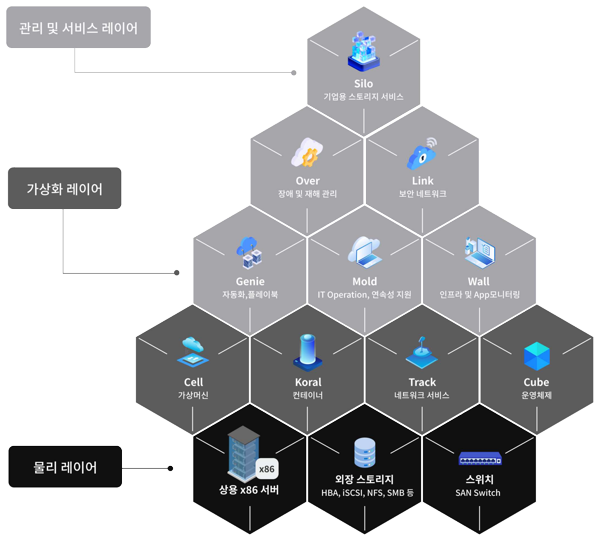 관리 및 서비스 레이어
Silo
기업용 스토리지 서비스
Over
장애 및 재해 관리
Link
보안 네트워크
가상화 레이어
Genie
자동화,플레이북
Mold
IT Operation, 연속성 지원
Wall
인프라 및 App모니터링
Cell
가상머신
Koral
컨테이너
Track
네트워크 서비스
Cube
운영체제
물리 레이어
x86
상용 x86 서버
외장 스토리지
HBA, iSCSI, NFS, SMB 등
스위치
SAN Switch